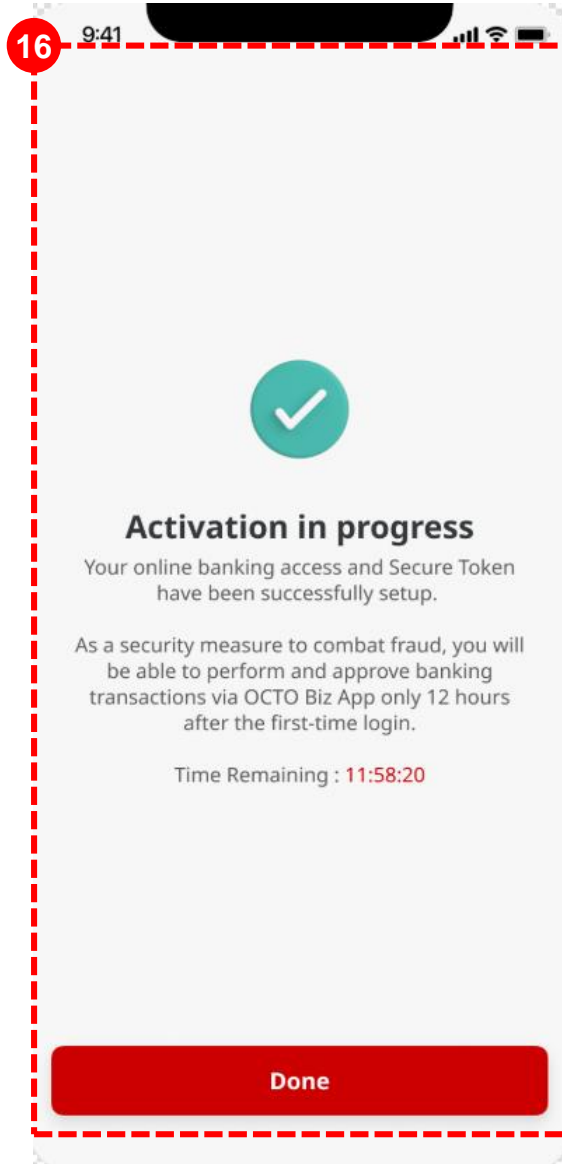 16
9:41
Activation in progress
Your online banking access and Secure Token
have been successfully setup.
As a security measure to combat fraud, you will
be able to perform and approve banking
transactions via OCTO Biz App only 12 hours
after the first-time login.
Time Remaining : 11:58:20
Done